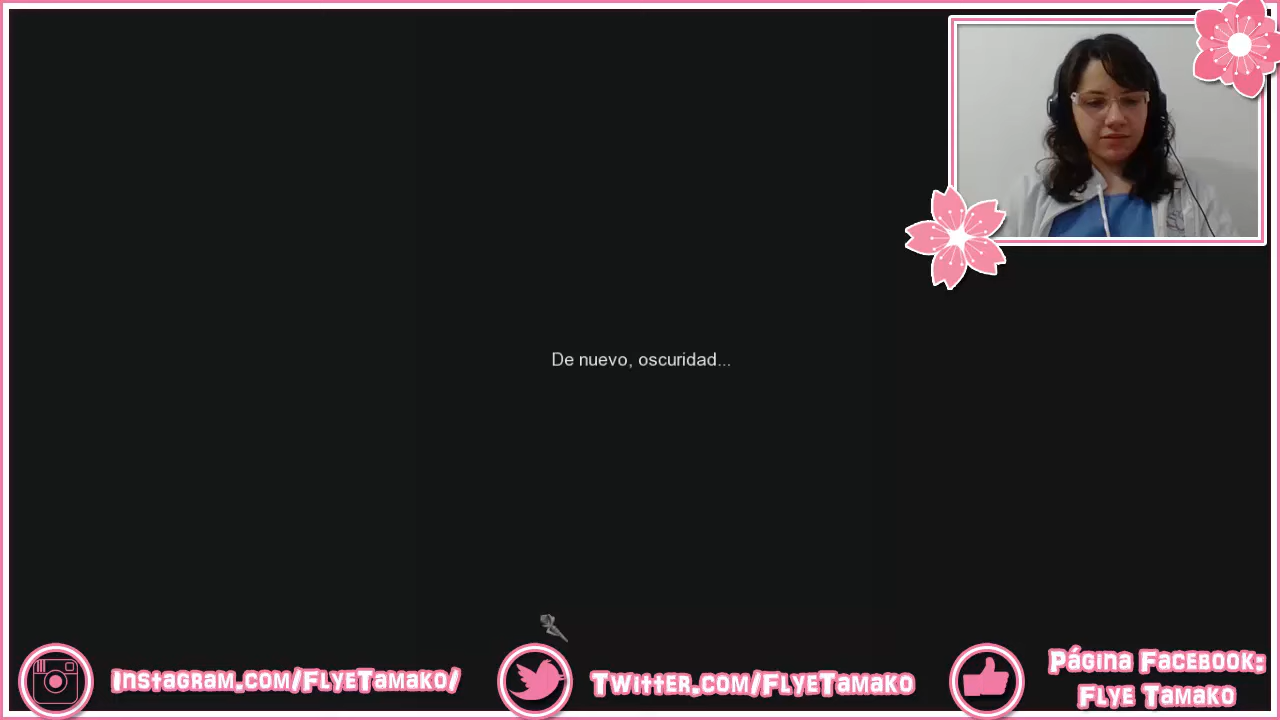 De nuevo, oscuridad...
Instagram.com/FlyeTamako/
Twitter.com/FlyeTamako
Página Facebook:
Flye Tamako